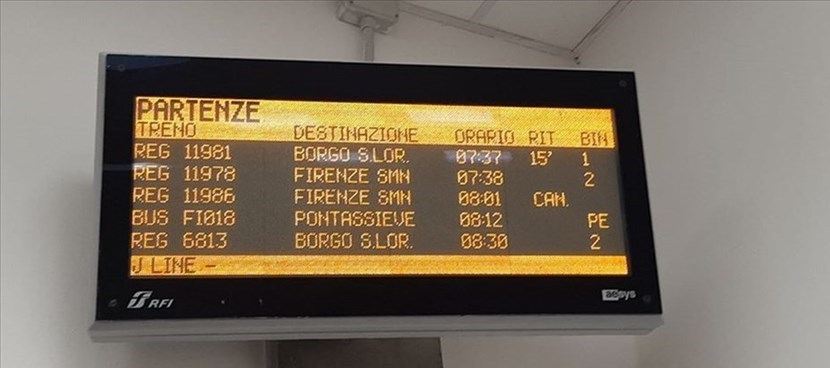 PARTENZE
TRENO DESTINAZIONE ORARIO RIT BIN
REG 11981 BORGO S.LOR. 07:37 15' 1
REG 11978 FIRENZE SMN 07:38 2
REG 11986 FIRENZE SMN 08:01 CAN.
BUS FI018 PONTASSIEVE 08:12 PE
REG 6813 BORGO S.LOR. 08:30 2
J LINE -
RFI aesys